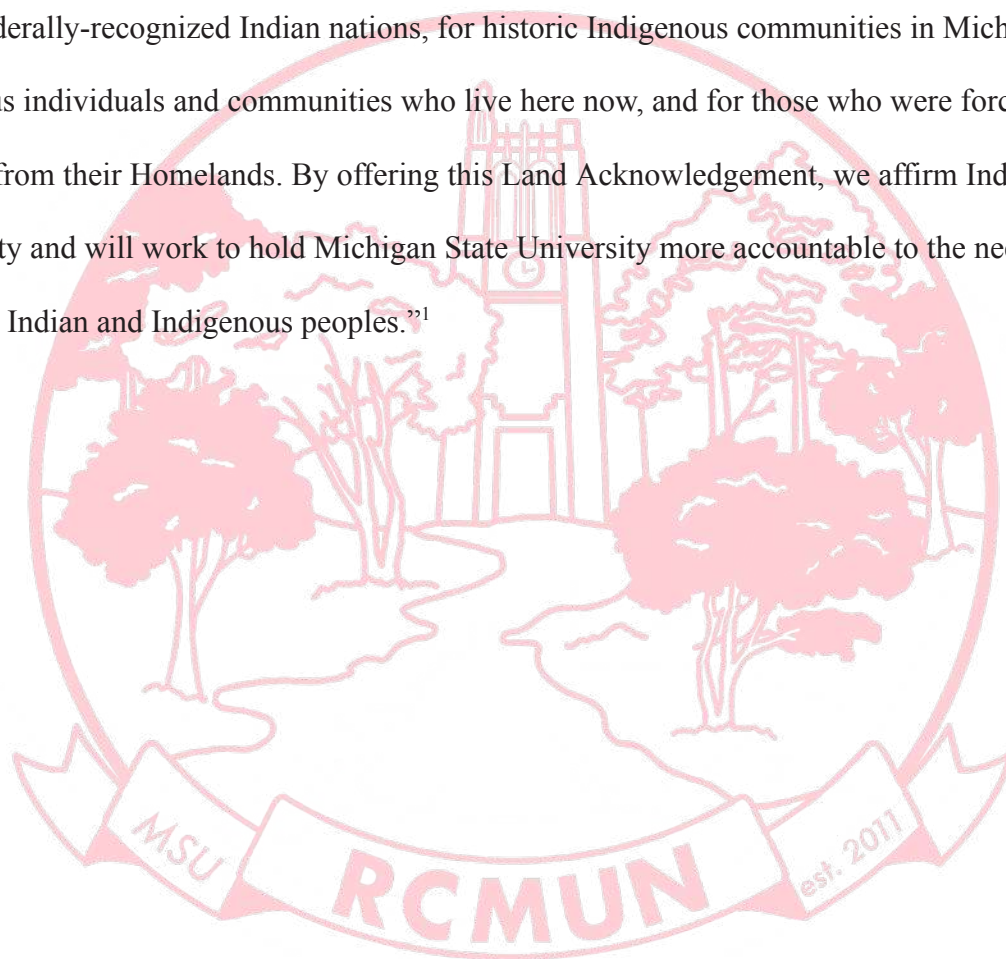 derally-recognized Indian nations, for historic Indigenous communities in Mich
us individuals and communities who live here now, and for those who were forc
from their Homelands. By offering this Land Acknowledgement, we affirm Ind
ty and will work to hold Michigan State University more accountable to the nee
Indian and Indigenous peoples.”1
MSU
RCMUN
est. 2011